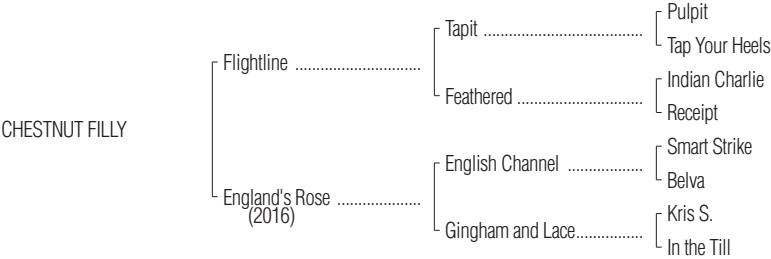 Pulpit
Tapit ......................................
Tap Your Heels
Flightline ..............................
Indian Charlie
Feathered ..............................
Receipt
CHESTNUT FILLY
Smart Strike
English Channel ..................
Belva
England's Rose ....................
(2016)
Kris S.
Gingham and Lace................
In the Till